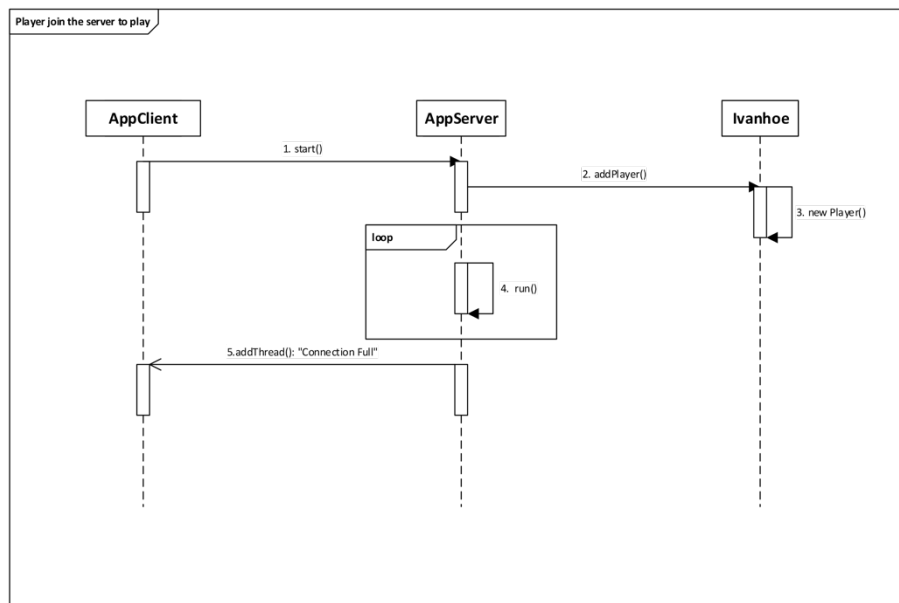 Player join the server to play
AppClient
AppServer
Ivanhoe
1. start()
2. addPlayer()
3. new Player()
loop
4. run()
5.addThread(): "Connection Full"